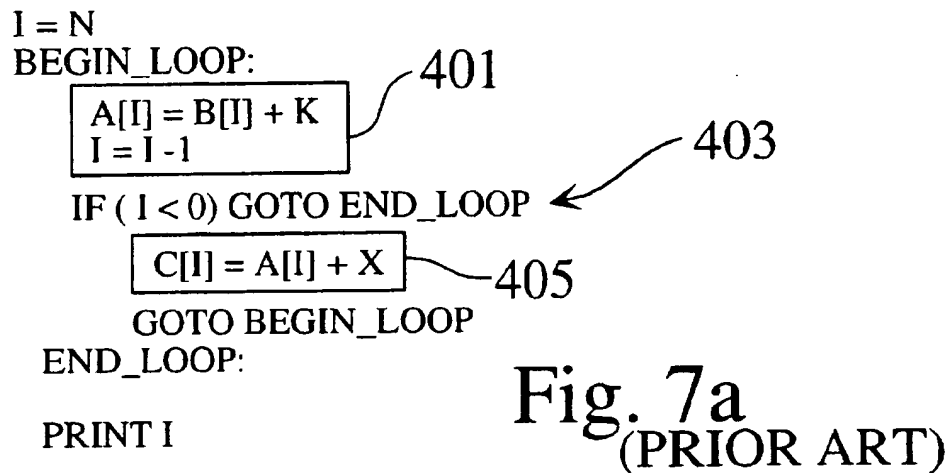 I = N
BEGIN_LOOP:
401
A[I] = B[I] + K
I = I -1
403
IF ( I < 0) GOTO END_LOOP
C[I] = A[I] + X
405
GOTO BEGIN_LOOP
END_LOOP:
Fig. 7a
PRINT I
(PRIOR ART)